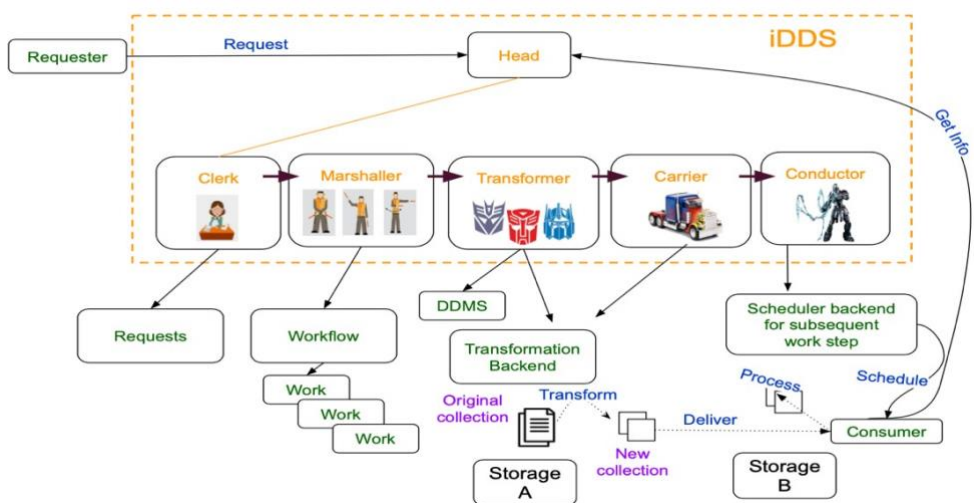 iDDS
Requester
Request
Head
Get Info
Clerk
Marshaller
Transformer
Carrier
Conductor
Requests
Workflow
Work
Work
Work
DDMS
Transformation
Backend
Scheduler backend
for subsequent
work step
Schedule
Process
Original
collection
Transform
New
collection
Deliver
Consumer
Storage
A
Storage
B